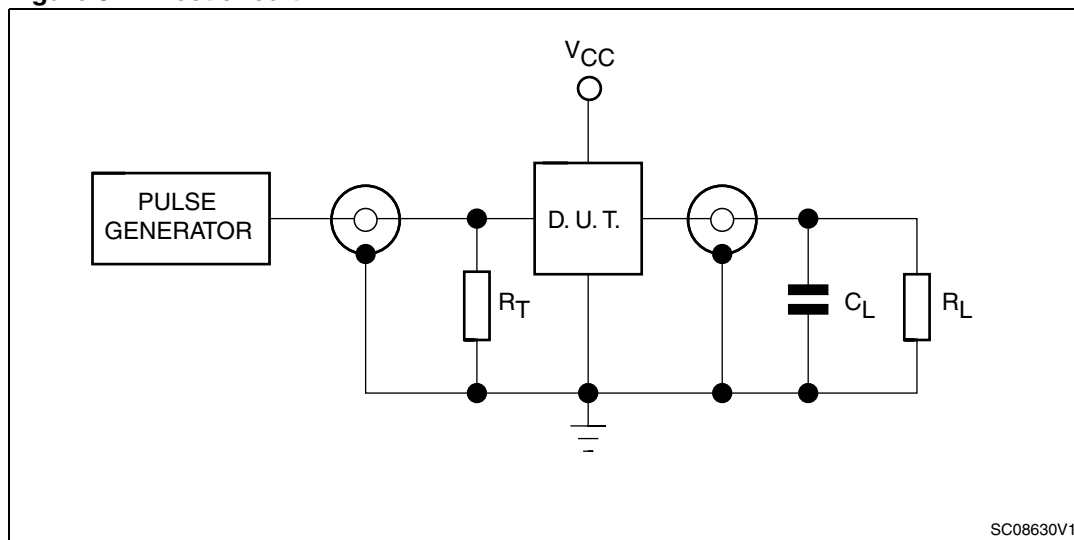 VCC
PULSE
GENERATOR
D. U. T.
RT
CL
RL
SC08630V1